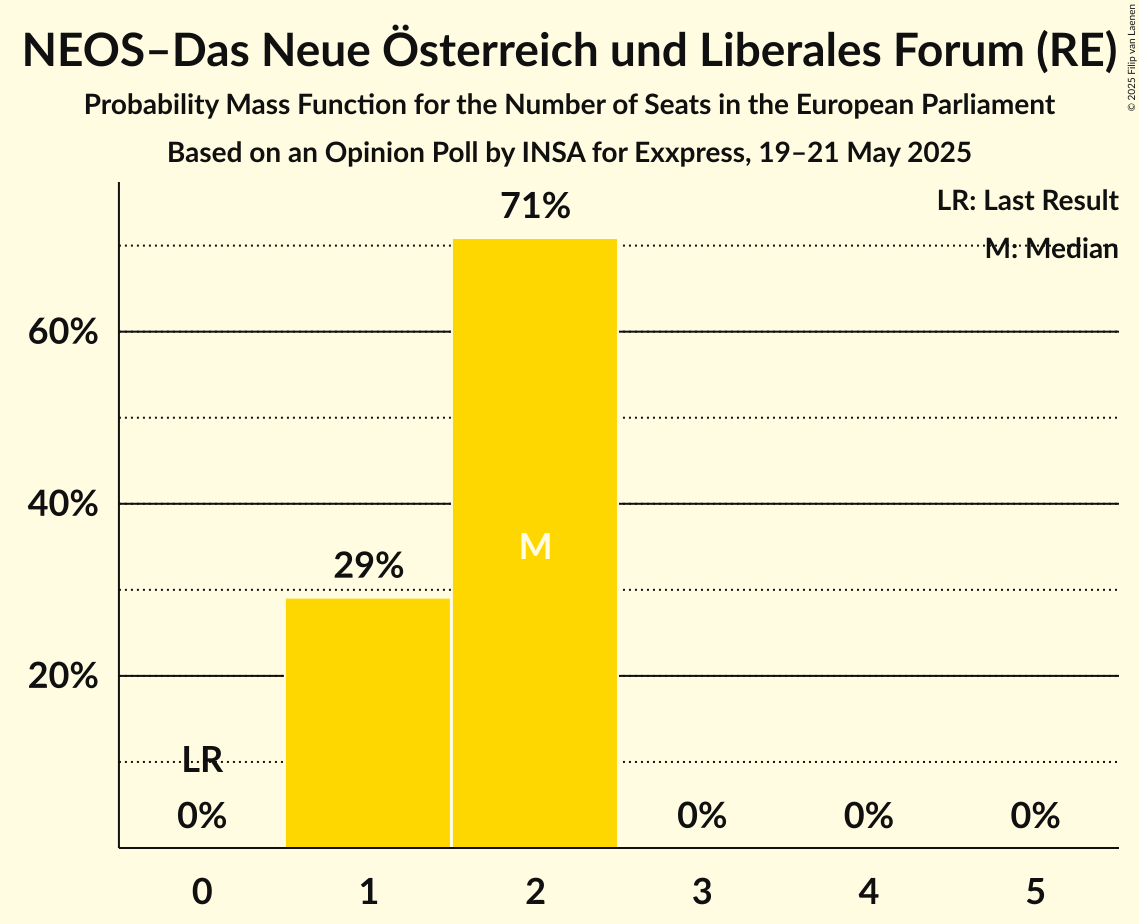 NEOS–Das Neue Österreich und Liberales Forum (RE)
Probability Mass Function for the Number of Seats in the European Parliament
Based on an Opinion Poll by INSA for Exxpress, 19–21 May 2025
© 2025 Filip van Laenen
LR: Last Result
M: Median
71%
60%
40%
29%
M
20%
LR
0%
0%
0%
0%
0
1
2
3
4
5